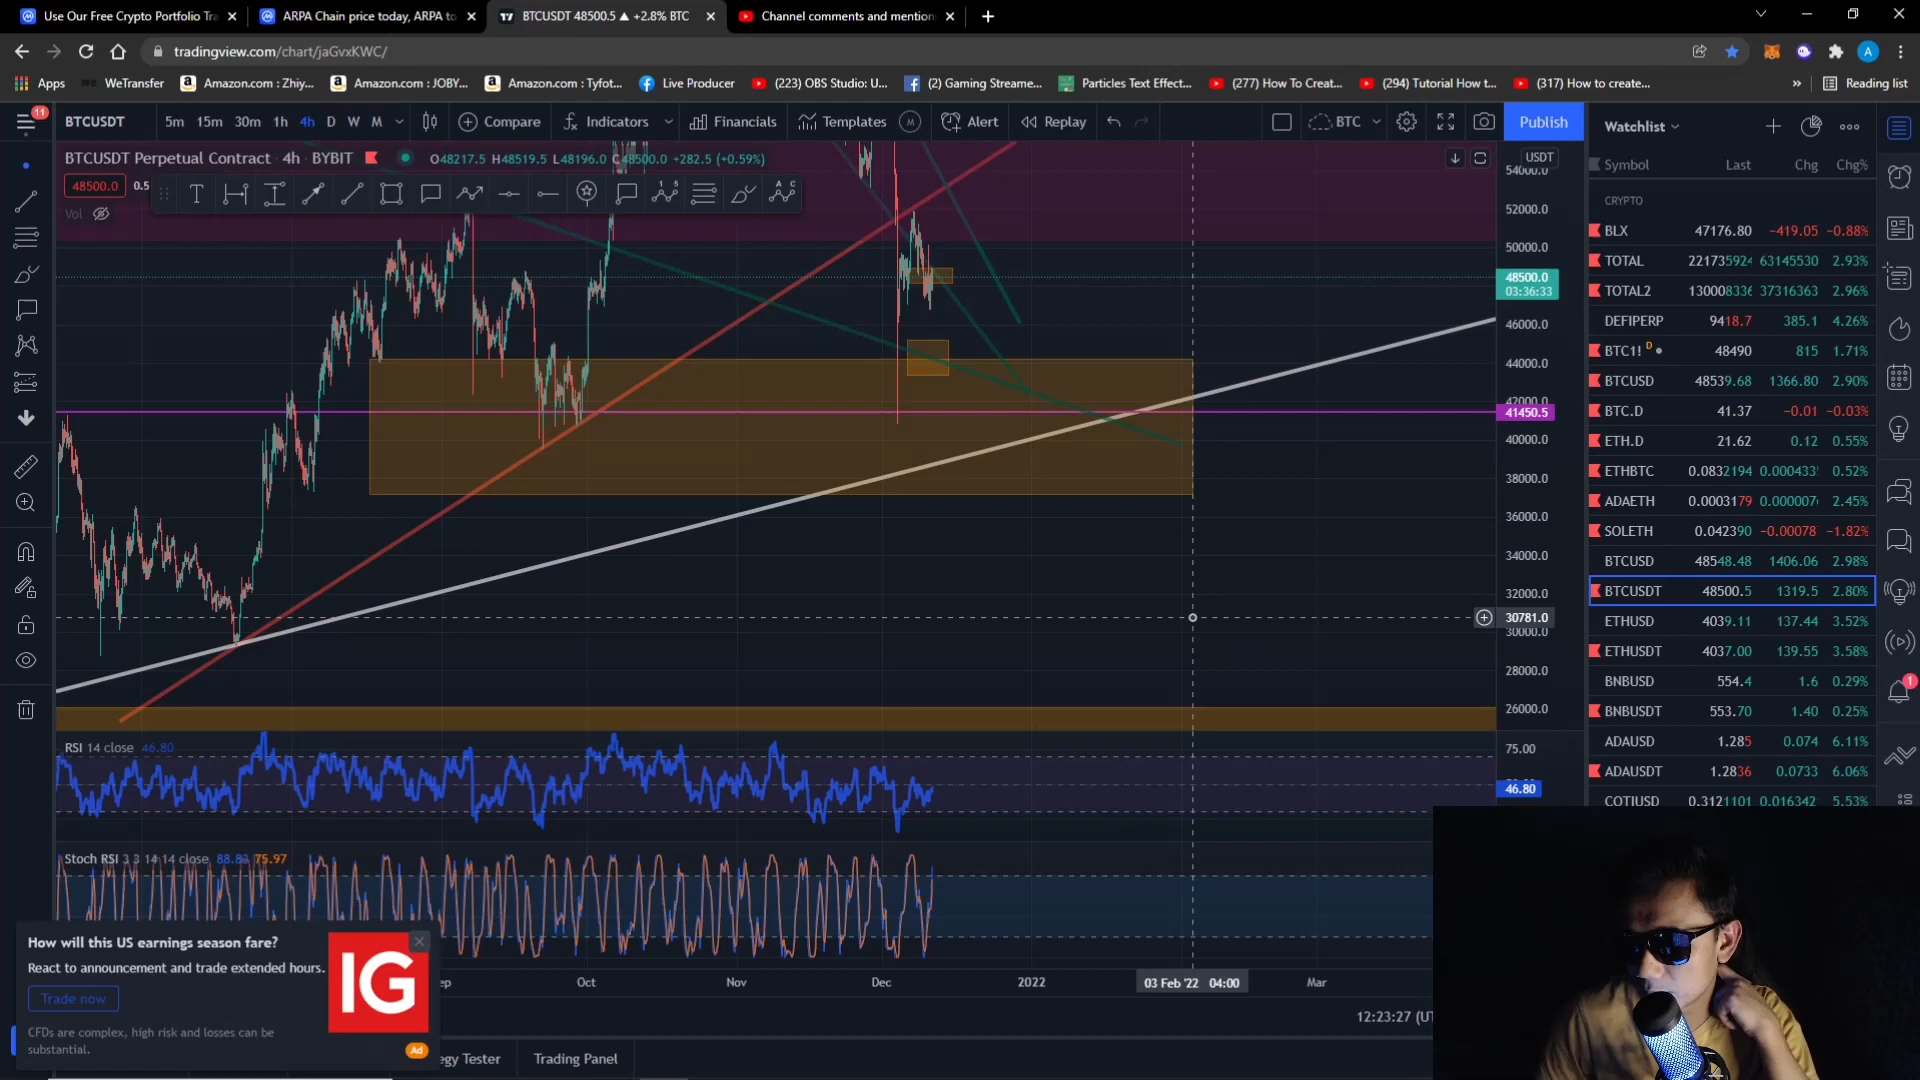 Use Our Free Crypto Portfolio Tra
ARPA Chain price today, ARPA to
BTCUSDT 48500.5 ▲ +2.8% BTC
Channel comments and mention
tradingview.com/chart/jaGvxKWC/
A
Apps
WeTransfer
Amazon.com : Zhiy...
Amazon.com : JOBY...
Amazon.com : Tyfot...
Live Producer
(223) OBS Studio: U...
(2) Gaming Streame...
Particles Text Effect...
(277) How To Creat...
(294) Tutorial How t...
(317) How to create...
»
Reading list
11
BTCUSDT
5m 15m 30m 1h 4h D W M
Compare
Indicators
Financials
Templates
M
Alert
Replay
BTC
Publish
Watchlist
BTCUSDT Perpetual Contract · 4h · BYBIT
O48217.5 H48519.5 L48196.0 C48500.0 +282.5 (+0.59%)
48500.0 0.5
Vol
USDT
54000.0
52000.0
50000.0
48500.0
03:36:33
46000.0
44000.0
42000.0
41450.5
40000.0
38000.0
36000.0
34000.0
32000.0
30781.0
30000.0
28000.0
26000.0
Symbol Last Chg Chg%
CRYPTO
BLX 47176.80 −419.05 −0.88%
TOTAL 221735924 63145530 2.93%
TOTAL2 130008336 37316363 2.96%
DEFIPERP 9418.7 385.1 4.26%
BTC1! D 48490 815 1.71%
BTCUSD 48539.68 1366.80 2.90%
BTC.D 41.37 −0.01 −0.03%
ETH.D 21.62 0.12 0.55%
ETHBTC 0.0832194 0.000433 0.52%
ADAETH 0.0003179 0.000007 2.45%
SOLETH 0.042390 −0.00078 −1.82%
BTCUSD 48548.48 1406.06 2.98%
BTCUSDT 48500.5 1319.5 2.80%
ETHUSD 4039.11 137.44 3.52%
ETHUSDT 4037.00 139.55 3.58%
BNBUSD 554.4 1.6 0.29%
BNBUSDT 553.70 1.40 0.25%
ADAUSD 1.285 0.074 6.11%
ADAUSDT 1.2836 0.0733 6.06%
COTIUSD 0.3121101 0.016342 5.53%
1
RSI 14 close 46.80
75.00
46.80
Stoch RSI 3 3 14 14 close 88.83 75.97
Oct
Nov
Dec
2022
03 Feb '22 04:00
Mar
12:23:27 (UT
How will this US earnings season fare?
React to announcement and trade extended hours.
Trade now
CFDs are complex, high risk and losses can be
substantial.
IG
Ad
egy Tester
Trading Panel